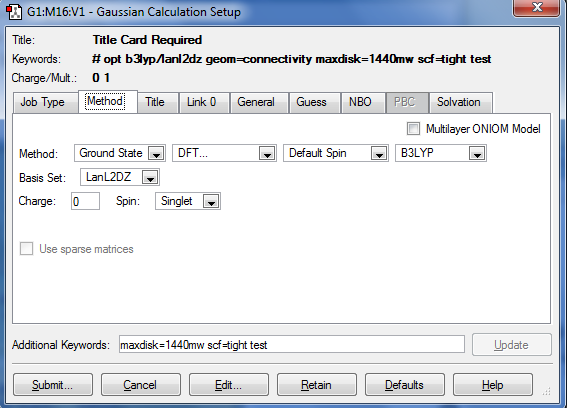 G1:M16:V1 - Gaussian Calculation Setup
Title: Title Card Required
Keywords: # opt b3lyp/lanl2dz geom=connectivity maxdisk=1440mw scf=tight test
Charge/Mult.: 0 1
Job Type Method Title Link 0 General Guess NBO PBC Solvation
Multilayer ONIOM Model
Method: Ground State DFT... Default Spin B3LYP
Basis Set: LanL2DZ
Charge: 0 Spin: Singlet
Use sparse matrices
Additional Keywords: maxdisk=1440mw scf=tight test Update
Submit... Cancel Edit... Retain Defaults Help